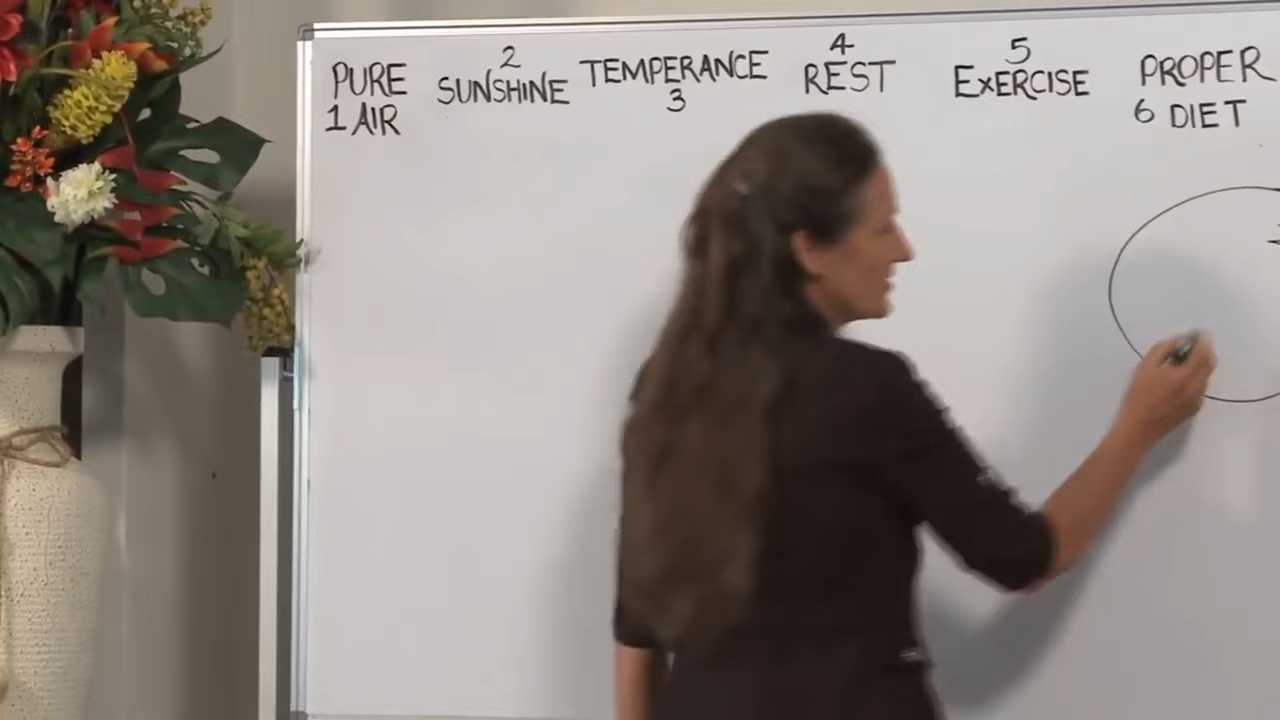 PURE
1 AIR
2
SUNSHINE
TEMPERANCE
3
4
REST
5
EXERCISE
PROPER
6 DIET